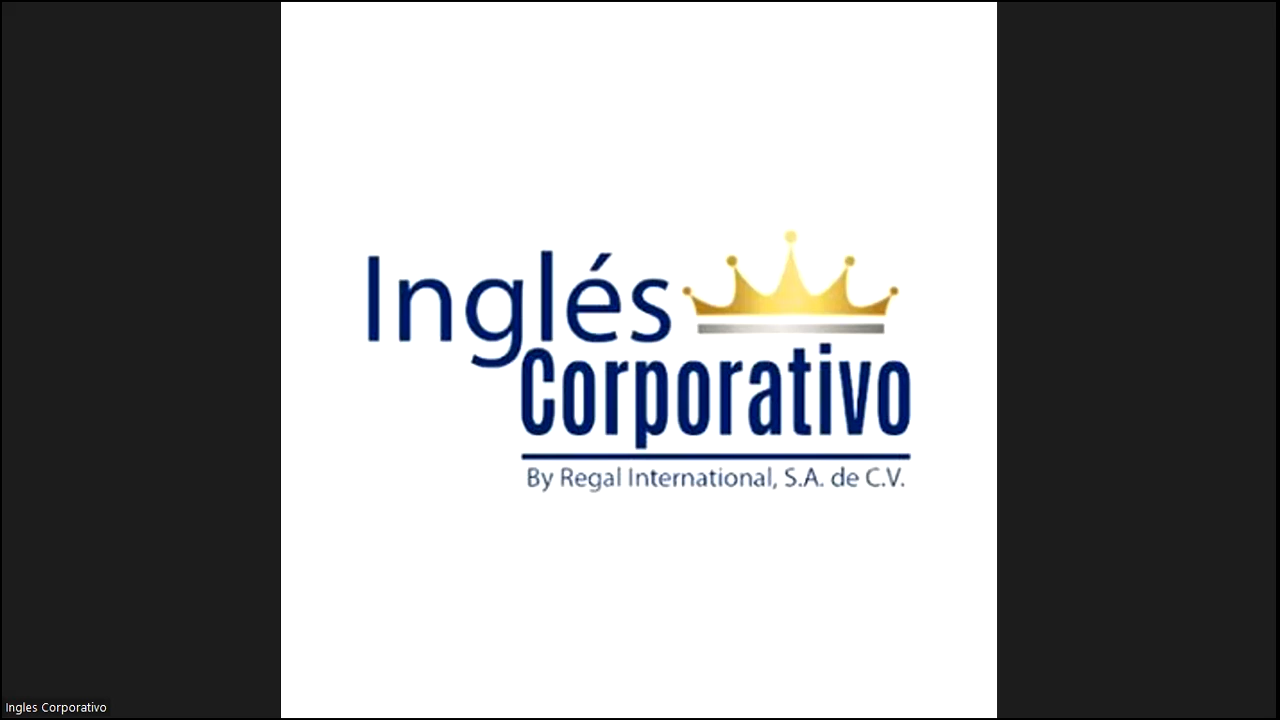 Inglés
Corporativo
By Regal International, S.A. de C.V.
Ingles Corporativo